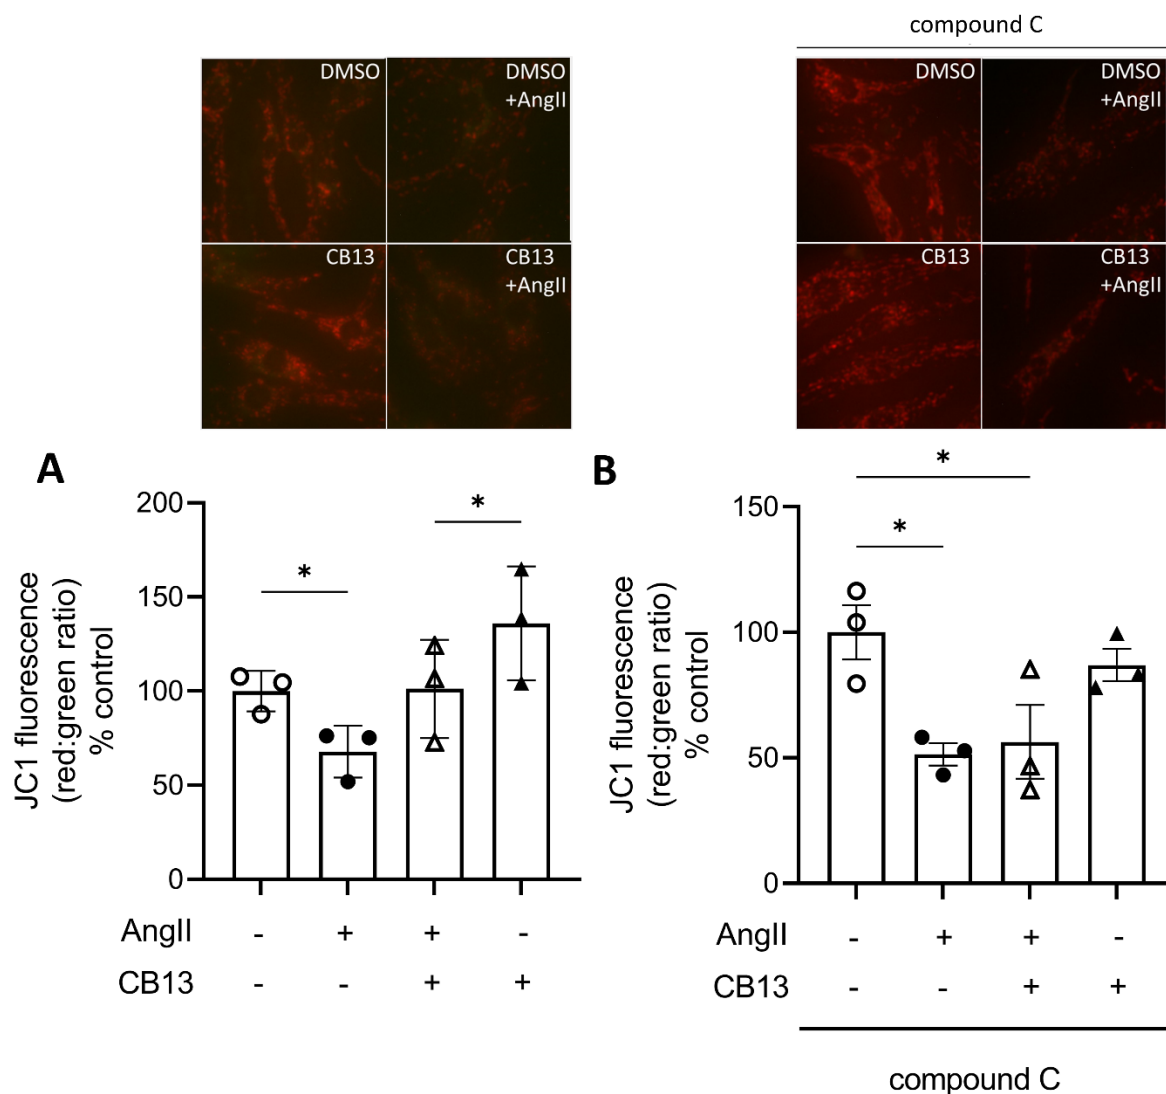 compound C
DMSO
DMSO
+AngII
DMSO
DMSO
+AngII
CB13
CB13
+AngII
CB13
CB13
+AngII
A
B
*
*
*
*
JC1 fluorescence
(red:green ratio)
% control
200
150
100
50
0
JC1 fluorescence
(red:green ratio)
% control
150
100
50
0
AngII - + + -
CB13 - - + +
AngII - + + -
CB13 - - + +
compound C